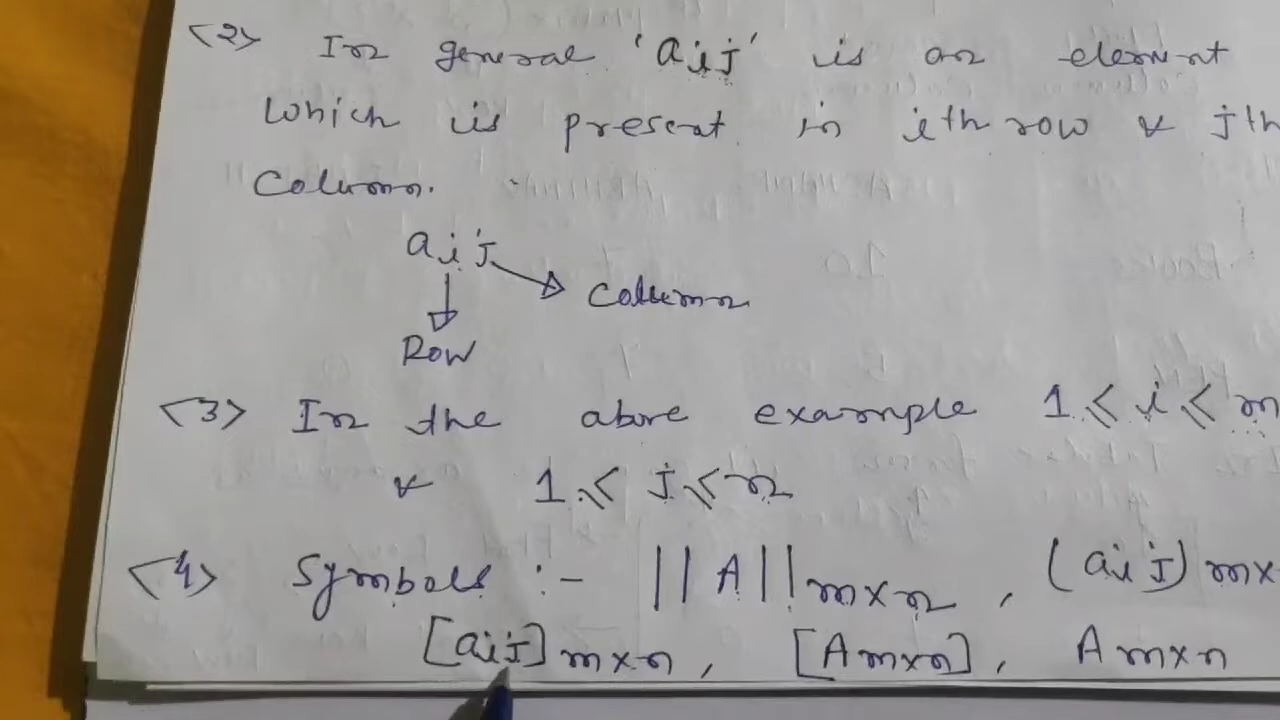 <2> In general 'aij' is an element
which is present in ith row & jth
Column.
aij
Column
Row
<3> In the above example 1 ≤ i ≤ m
& 1 ≤ j ≤ n
<4> Symbols :- ||A||m×n , (aij)m×
[aij]m×n , [Am×n] , Am×n